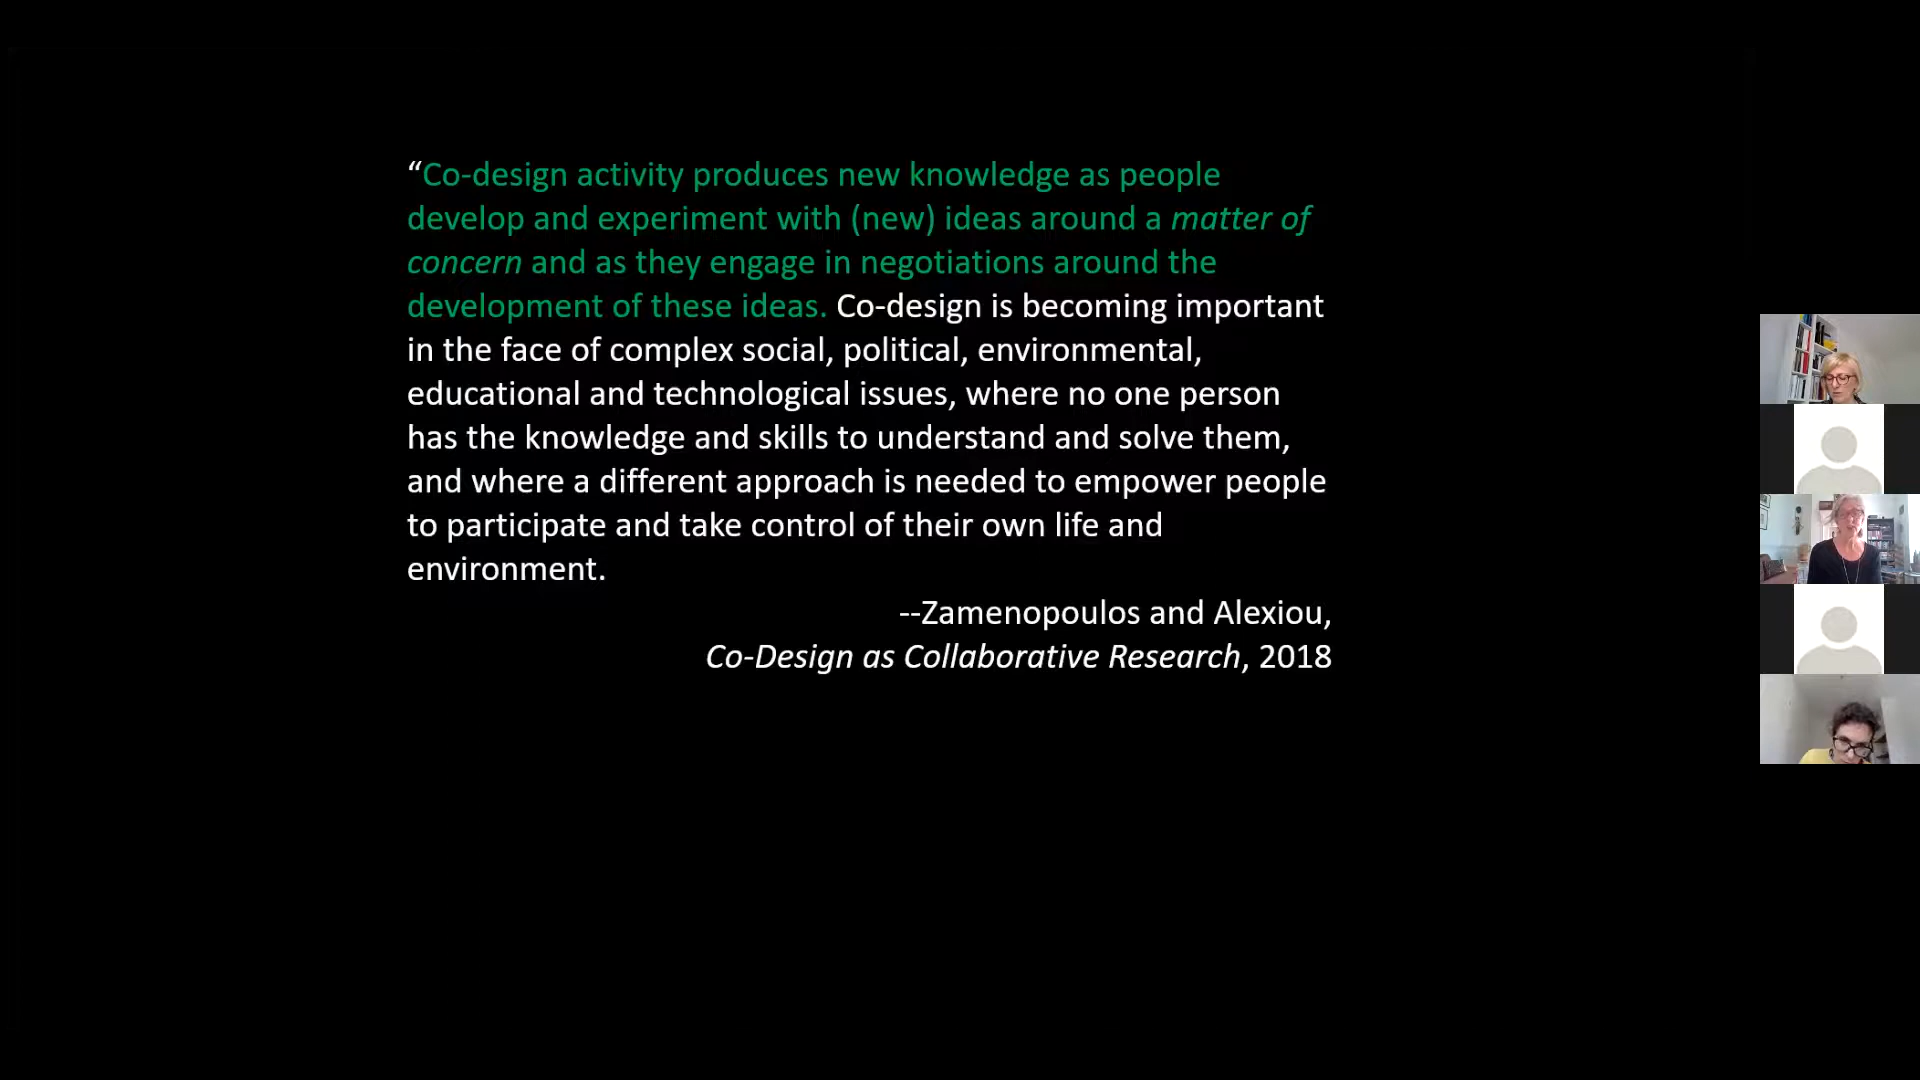 “Co-design activity produces new knowledge as people
develop and experiment with (new) ideas around a matter of
concern and as they engage in negotiations around the
development of these ideas. Co-design is becoming important
in the face of complex social, political, environmental,
educational and technological issues, where no one person
has the knowledge and skills to understand and solve them,
and where a different approach is needed to empower people
to participate and take control of their own life and
environment.
--Zamenopoulos and Alexiou,
Co-Design as Collaborative Research, 2018